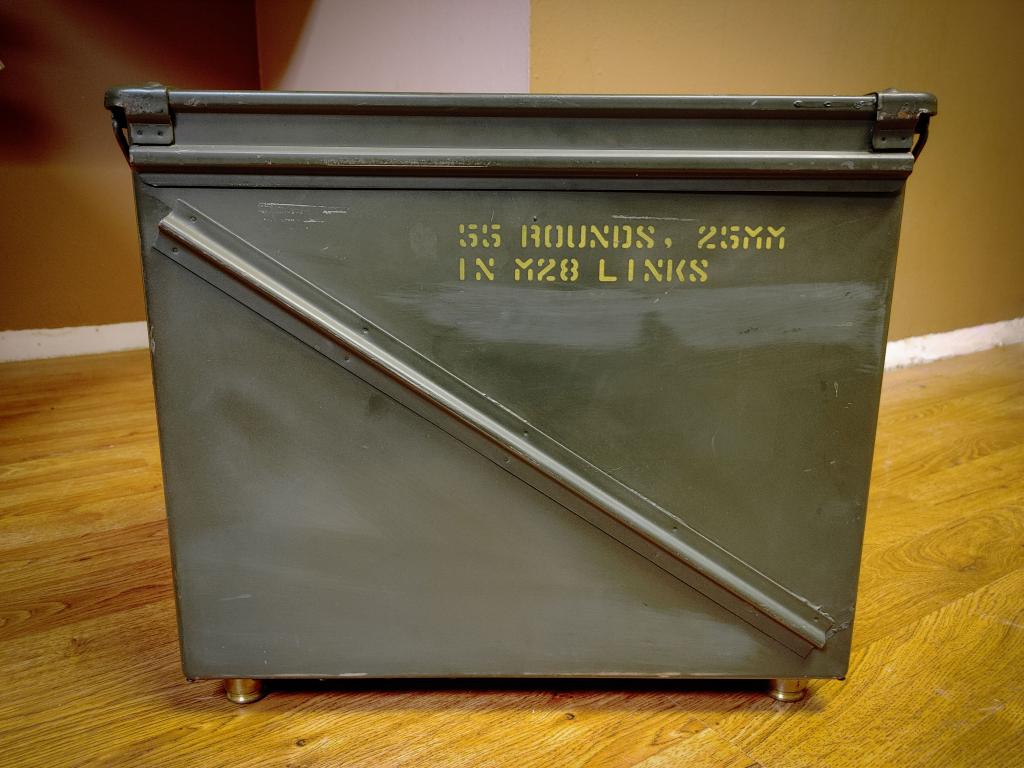 55 ROUNDS, 25MM
IN M28 LINKS